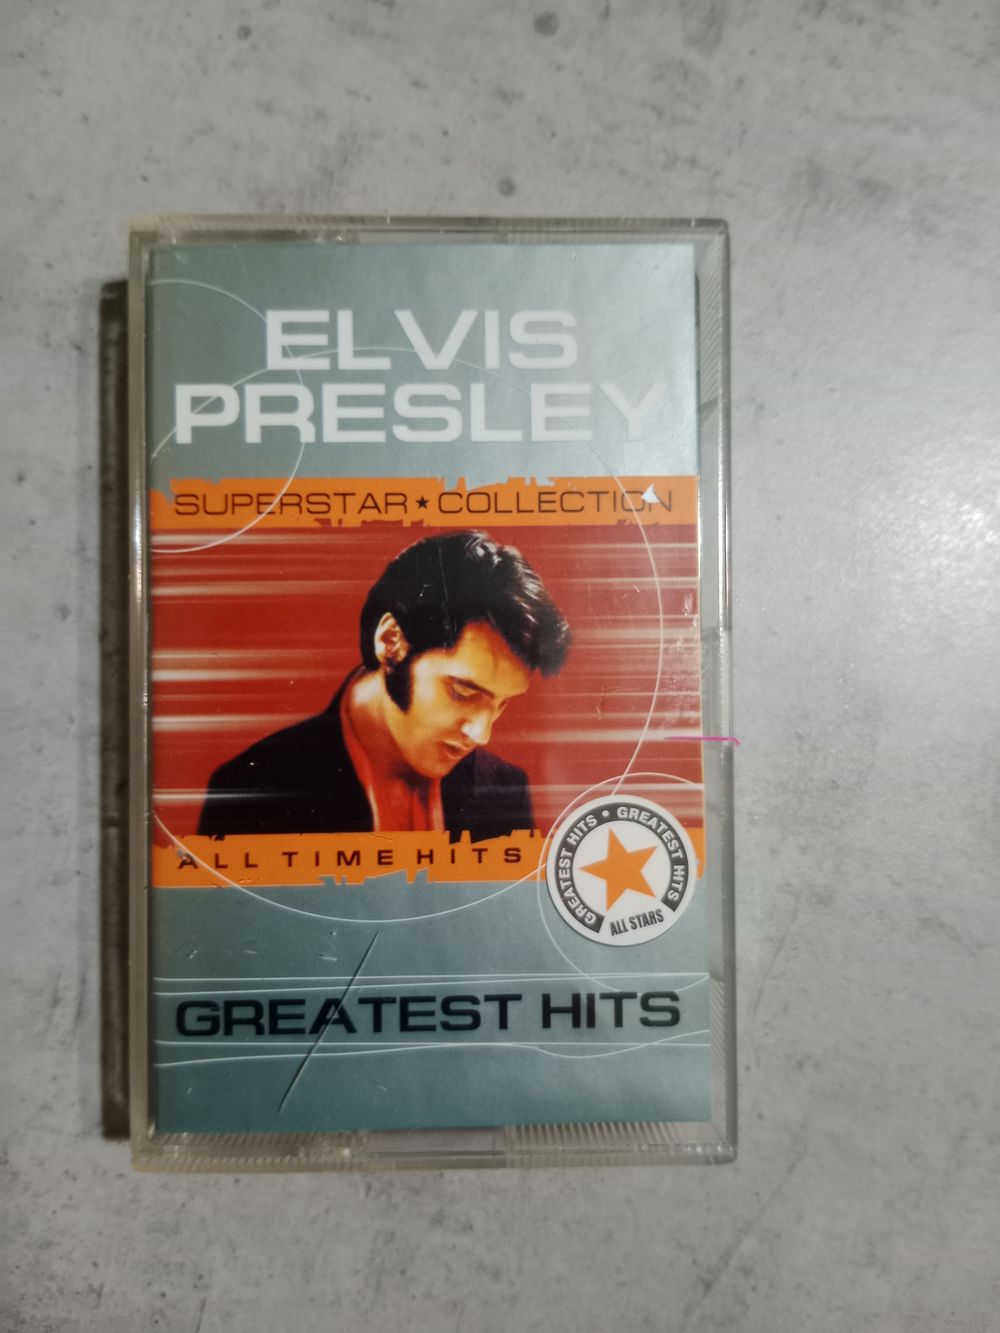 ELVIS
PRESLEY
SUPERSTAR★COLLECTION
ALL TIME HITS
GREATEST HITS • GREATEST HITS
ALL STARS
GREATEST HITS